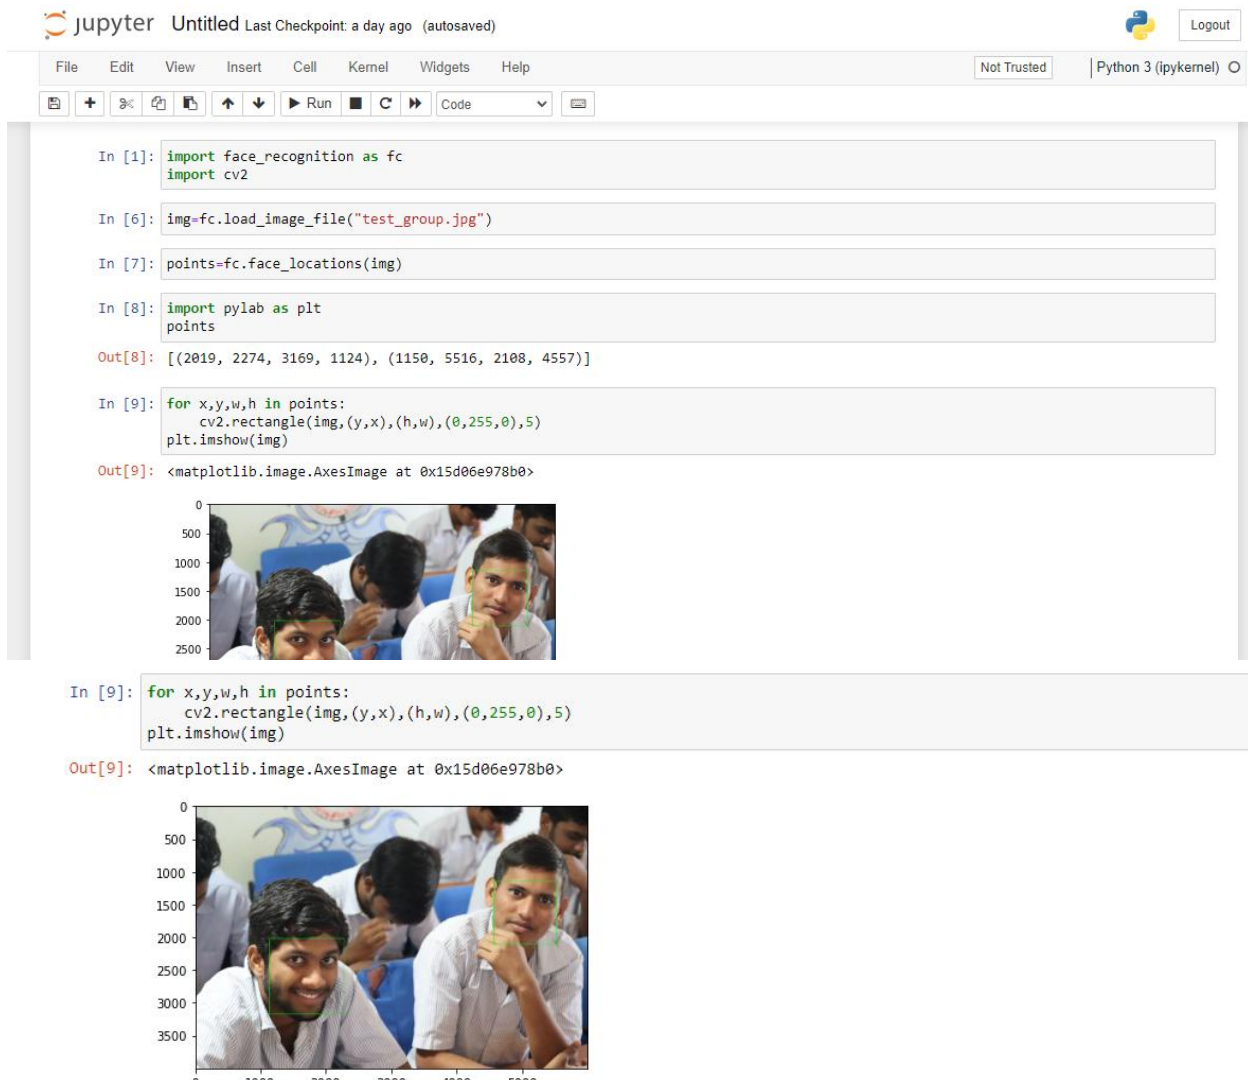 jupyter Untitled Last Checkpoint: a day ago (autosaved)
Logout
File Edit View Insert Cell Kernel Widgets Help
Not Trusted
Python 3 (ipykernel)
Run
Code
In [1]: import face_recognition as fc
import cv2
In [6]: img=fc.load_image_file("test_group.jpg")
In [7]: points=fc.face_locations(img)
In [8]: import pylab as plt
points
Out[8]: [(2019, 2274, 3169, 1124), (1150, 5516, 2108, 4557)]
In [9]: for x,y,w,h in points:
cv2.rectangle(img,(y,x),(h,w),(0,255,0),5)
plt.imshow(img)
Out[9]: <matplotlib.image.AxesImage at 0x15d06e978b0>
0
500
1000
1500
2000
2500
In [9]: for x,y,w,h in points:
cv2.rectangle(img,(y,x),(h,w),(0,255,0),5)
plt.imshow(img)
Out[9]: <matplotlib.image.AxesImage at 0x15d06e978b0>
0
500
1000
1500
2000
2500
3000
3500
0 1000 2000 3000 4000 5000